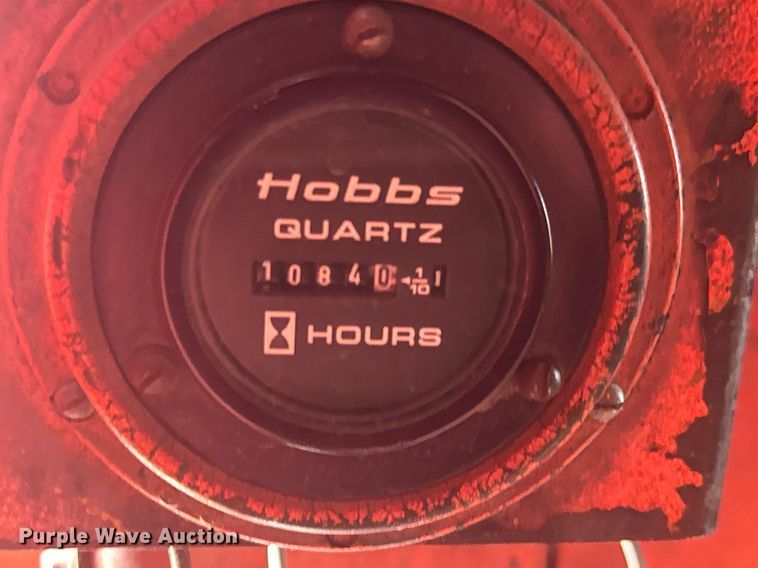 Hobbs
QUARTZ
10840 1/10
HOURS
Purple Wave Auction